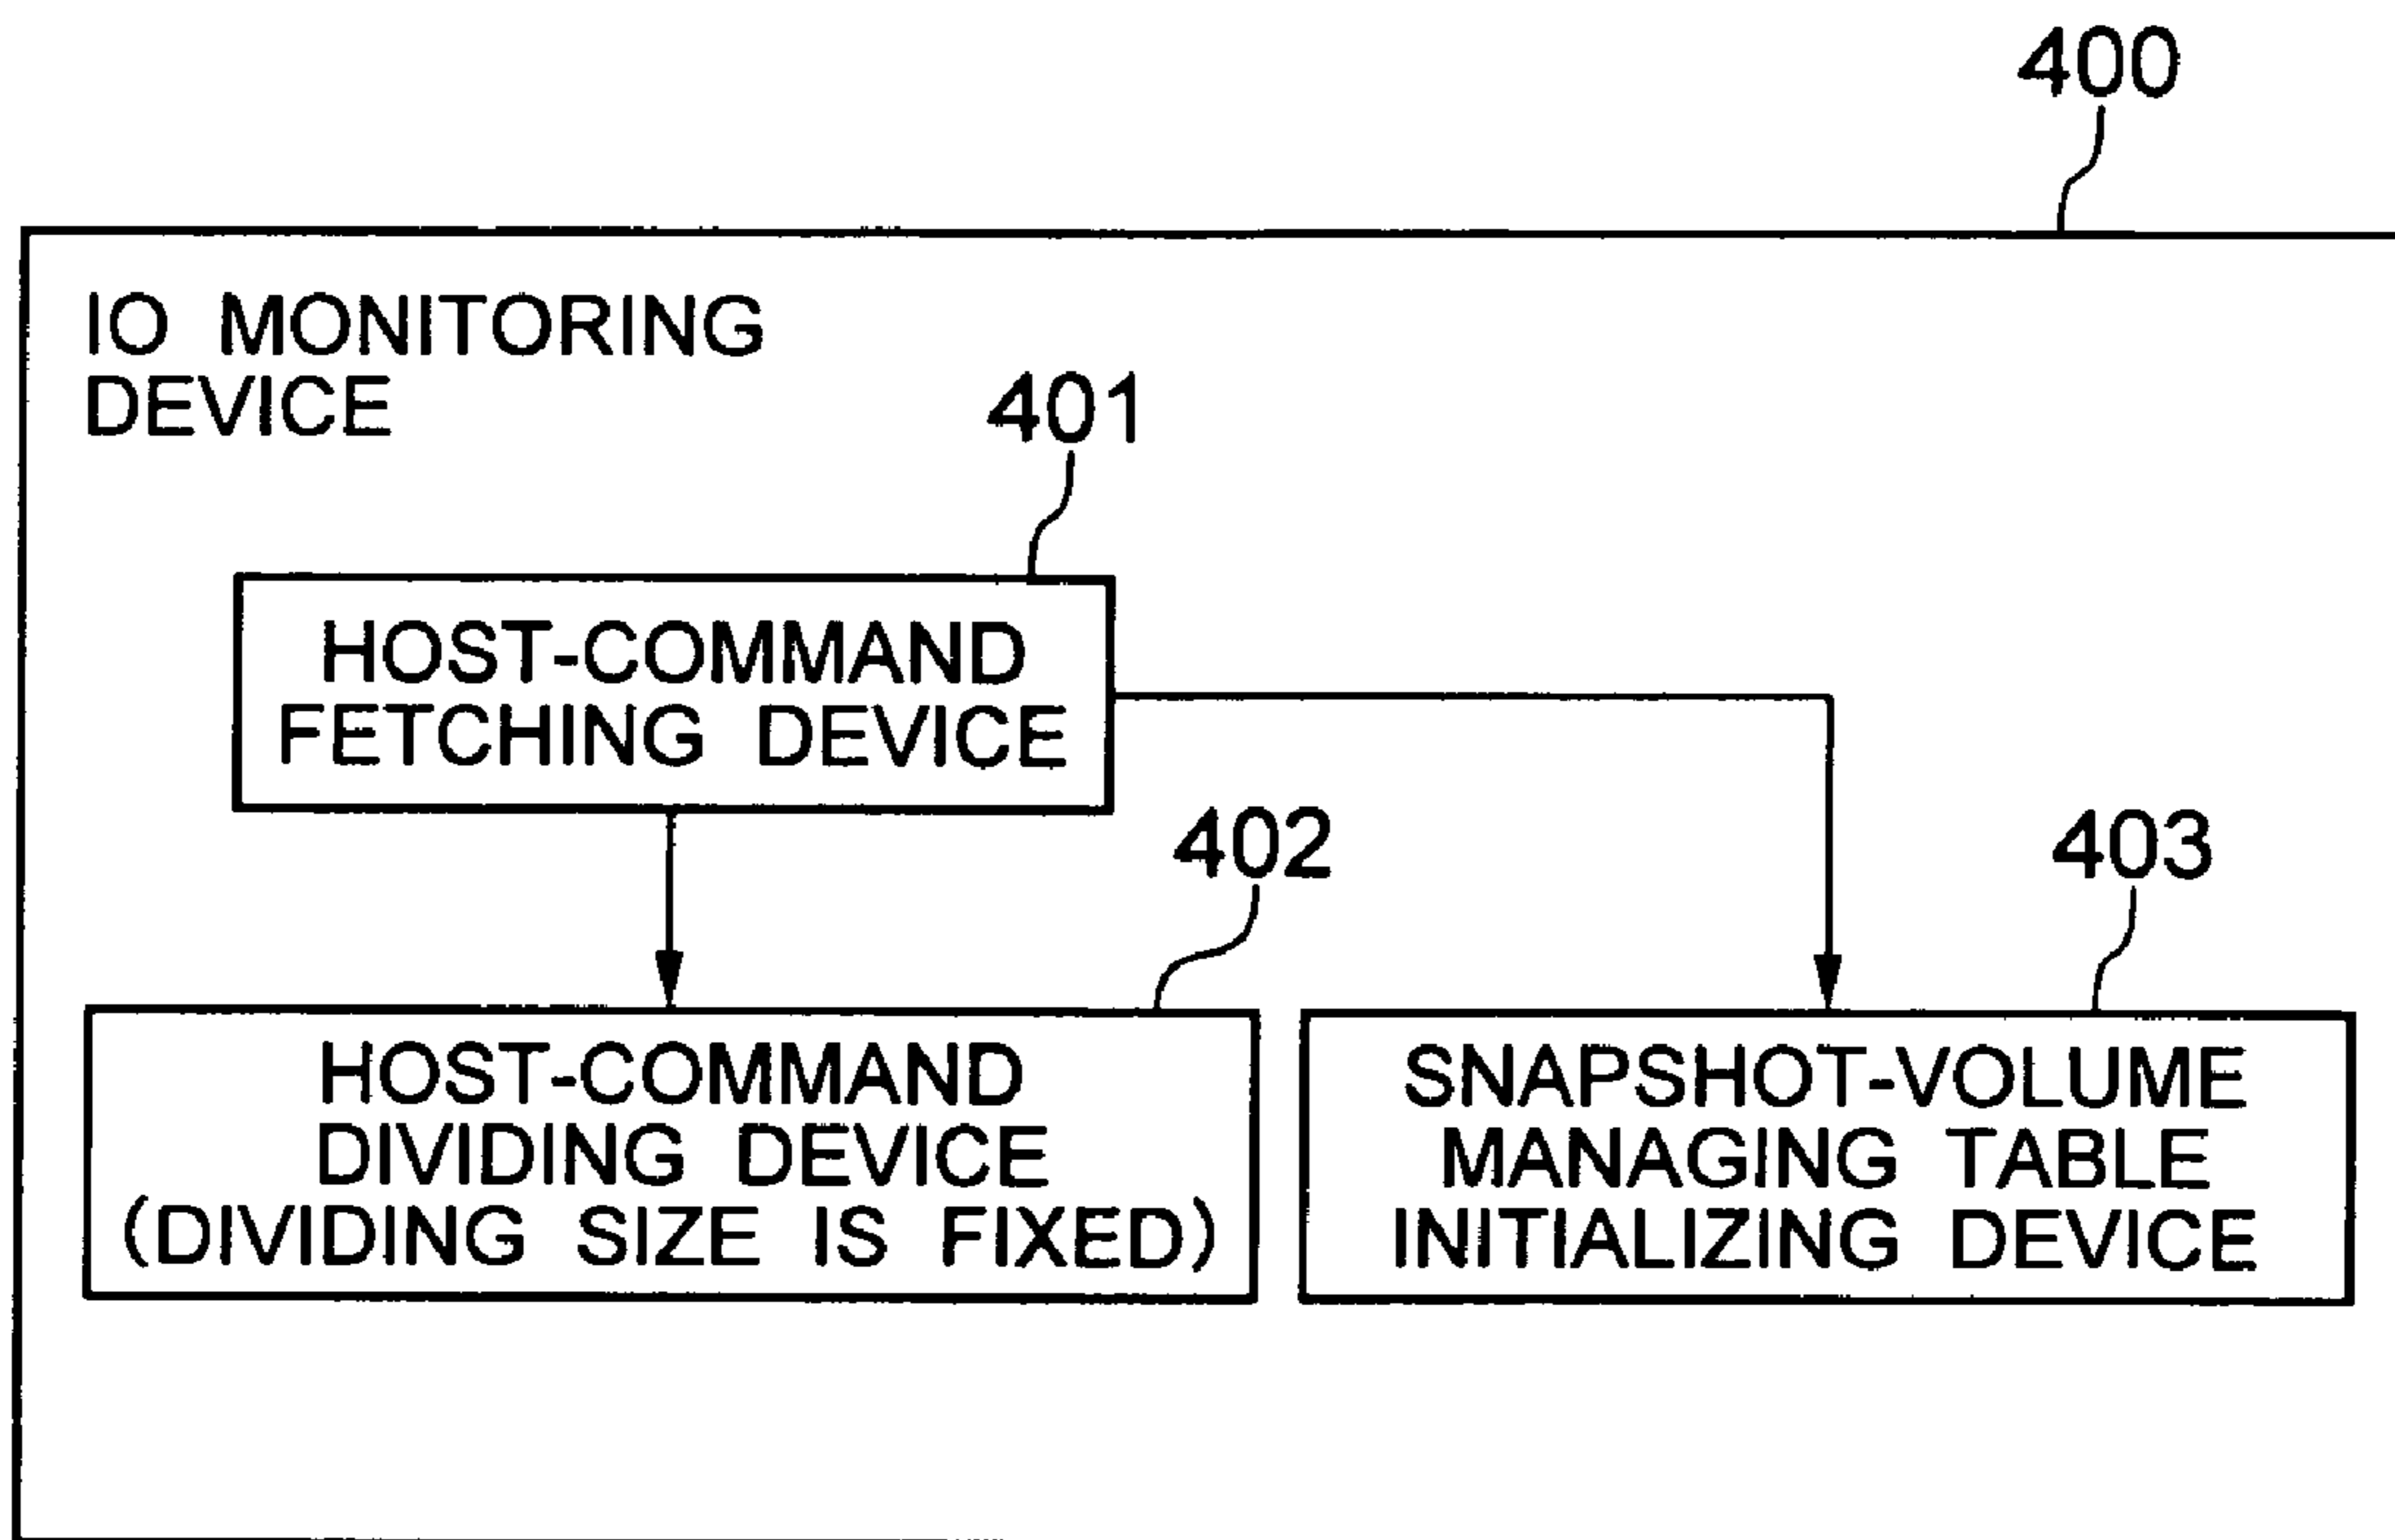 400
IO MONITORING
DEVICE
401
HOST-COMMAND
FETCHING DEVICE
402
403
HOST-COMMAND
DIVIDING DEVICE
(DIVIDING SIZE IS FIXED)
SNAPSHOT-VOLUME
MANAGING TABLE
INITIALIZING DEVICE